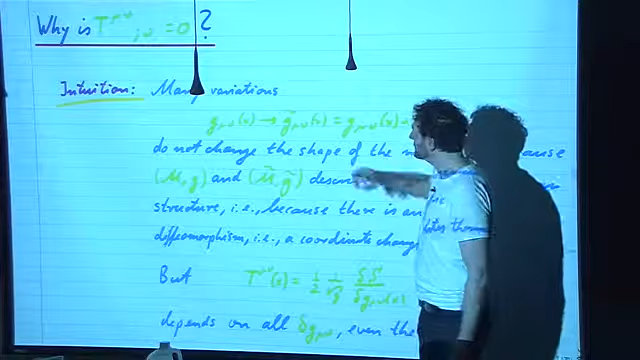 Why is T^{μν}_{;ν} = 0 ?
Intuition: Many variations
g_{μν}(x) → g̃_{μν}(x) = g_{μν}(x) +
do not change the shape of the
(M, g) and (M̃, g̃)
structure, i.e., because there is an
diffeomorphism, i.e., a coordinate change
But T^{μν}(x) = 1/2 1/√g δS'/δg_{μν}(x)
depends on all δg_{μν}, even the